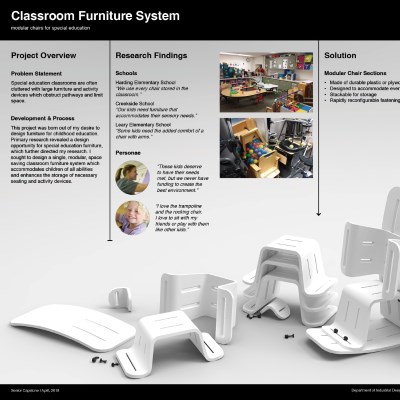 Classroom Furniture System
modular chairs for special education
Project Overview
Problem Statement
Special education classrooms are often
cluttered with large furniture and activity
devices which obstruct pathways and limit
space.
Development & Process
This project was born out of my desire to
design furniture for childhood education.
Primary research revealed a design
opportunity for special education furniture,
which further directed my research. I
sought to design a single, modular, space
saving classroom furniture system which
accommodates children of all abilities
and enhances the storage of necessary
seating and activity devices.
Research Findings
Schools
Harding Elementary School
"We use every chair stored in the
classroom."
Creekside School
"Our kids need furniture that
accommodates their sensory needs."
Leary Elementary School
"Some kids need the added comfort of a
chair with arms."
Personas
"These kids deserve
to have their needs
met, but we never have
funding to create the
best environment."
"I love the trampoline
and the rocking chair.
I love to sit with my
friends or play with them
like other kids."
Solution
Modular Chair Sections
• Made of durable plastic or plyw
• Designed to accommodate ever
• Stackable for storage
• Rapidly reconfigurable fastening
Senior Capstone | April, 2016
Department of Industrial Des